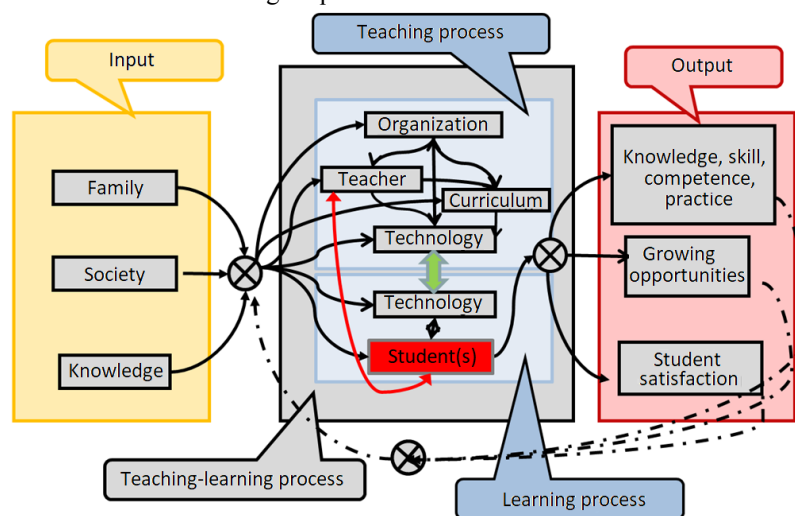 Teaching process
Input
Output
Organization
Knowledge, skill,
competence,
practice
Teacher
Family
Curriculum
Technology
Growing
opportunities
Society
Technology
Student(s)
Student
satisfaction
Knowledge
Teaching-learning process
Learning process